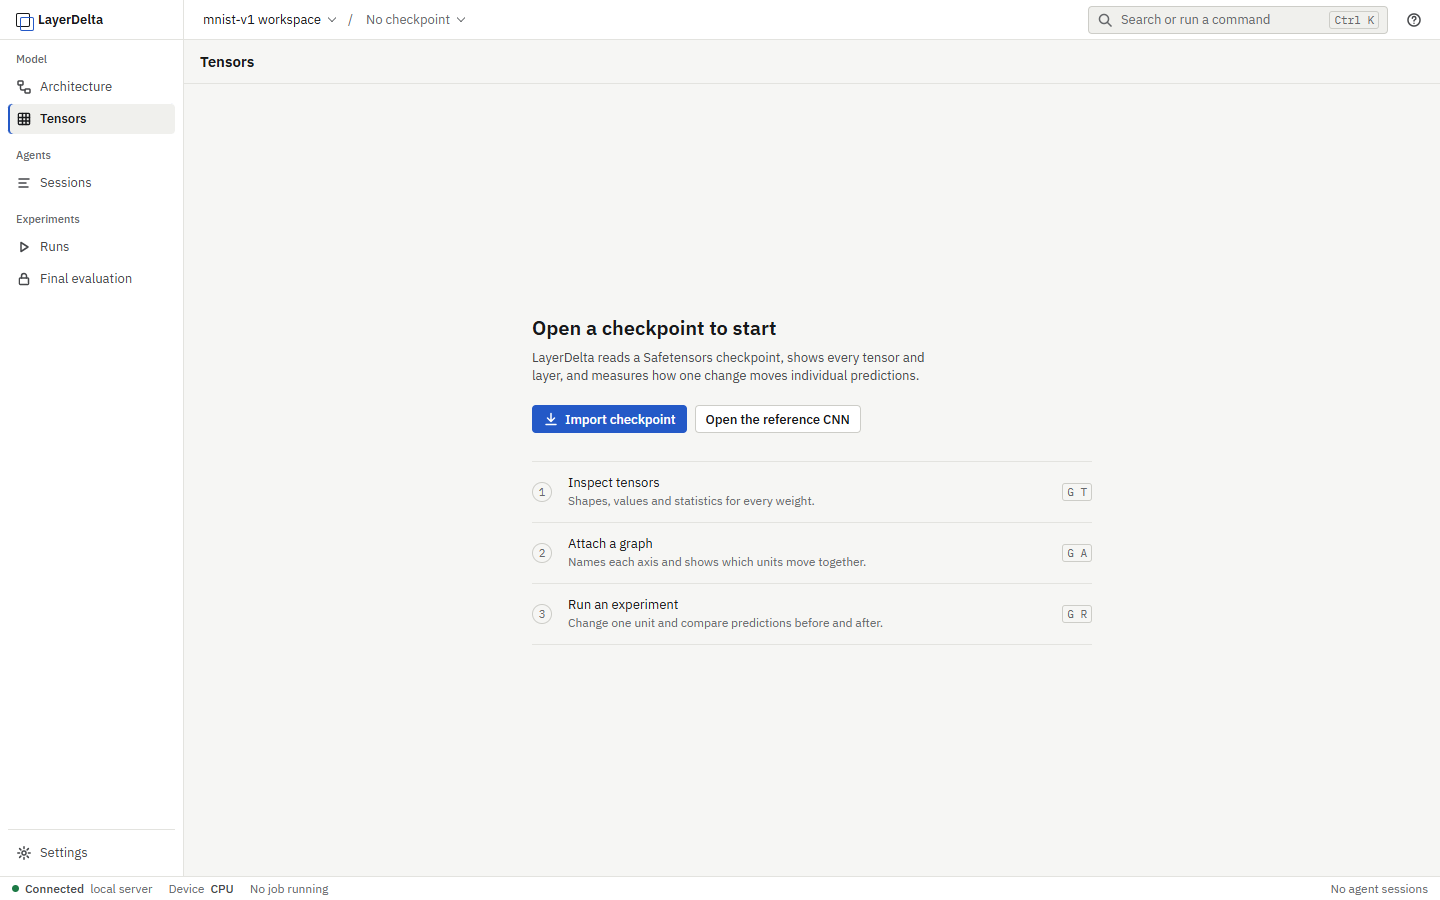 LayerDelta
mnist-v1 workspace / No checkpoint
Search or run a command Ctrl K
Model
Architecture
Tensors
Agents
Sessions
Experiments
Runs
Final evaluation
Settings
Tensors
Open a checkpoint to start
LayerDelta reads a Safetensors checkpoint, shows every tensor and
layer, and measures how one change moves individual predictions.
Import checkpoint
Open the reference CNN
1 Inspect tensors G T
Shapes, values and statistics for every weight.
2 Attach a graph G A
Names each axis and shows which units move together.
3 Run an experiment G R
Change one unit and compare predictions before and after.
Connected local server Device CPU No job running No agent sessions